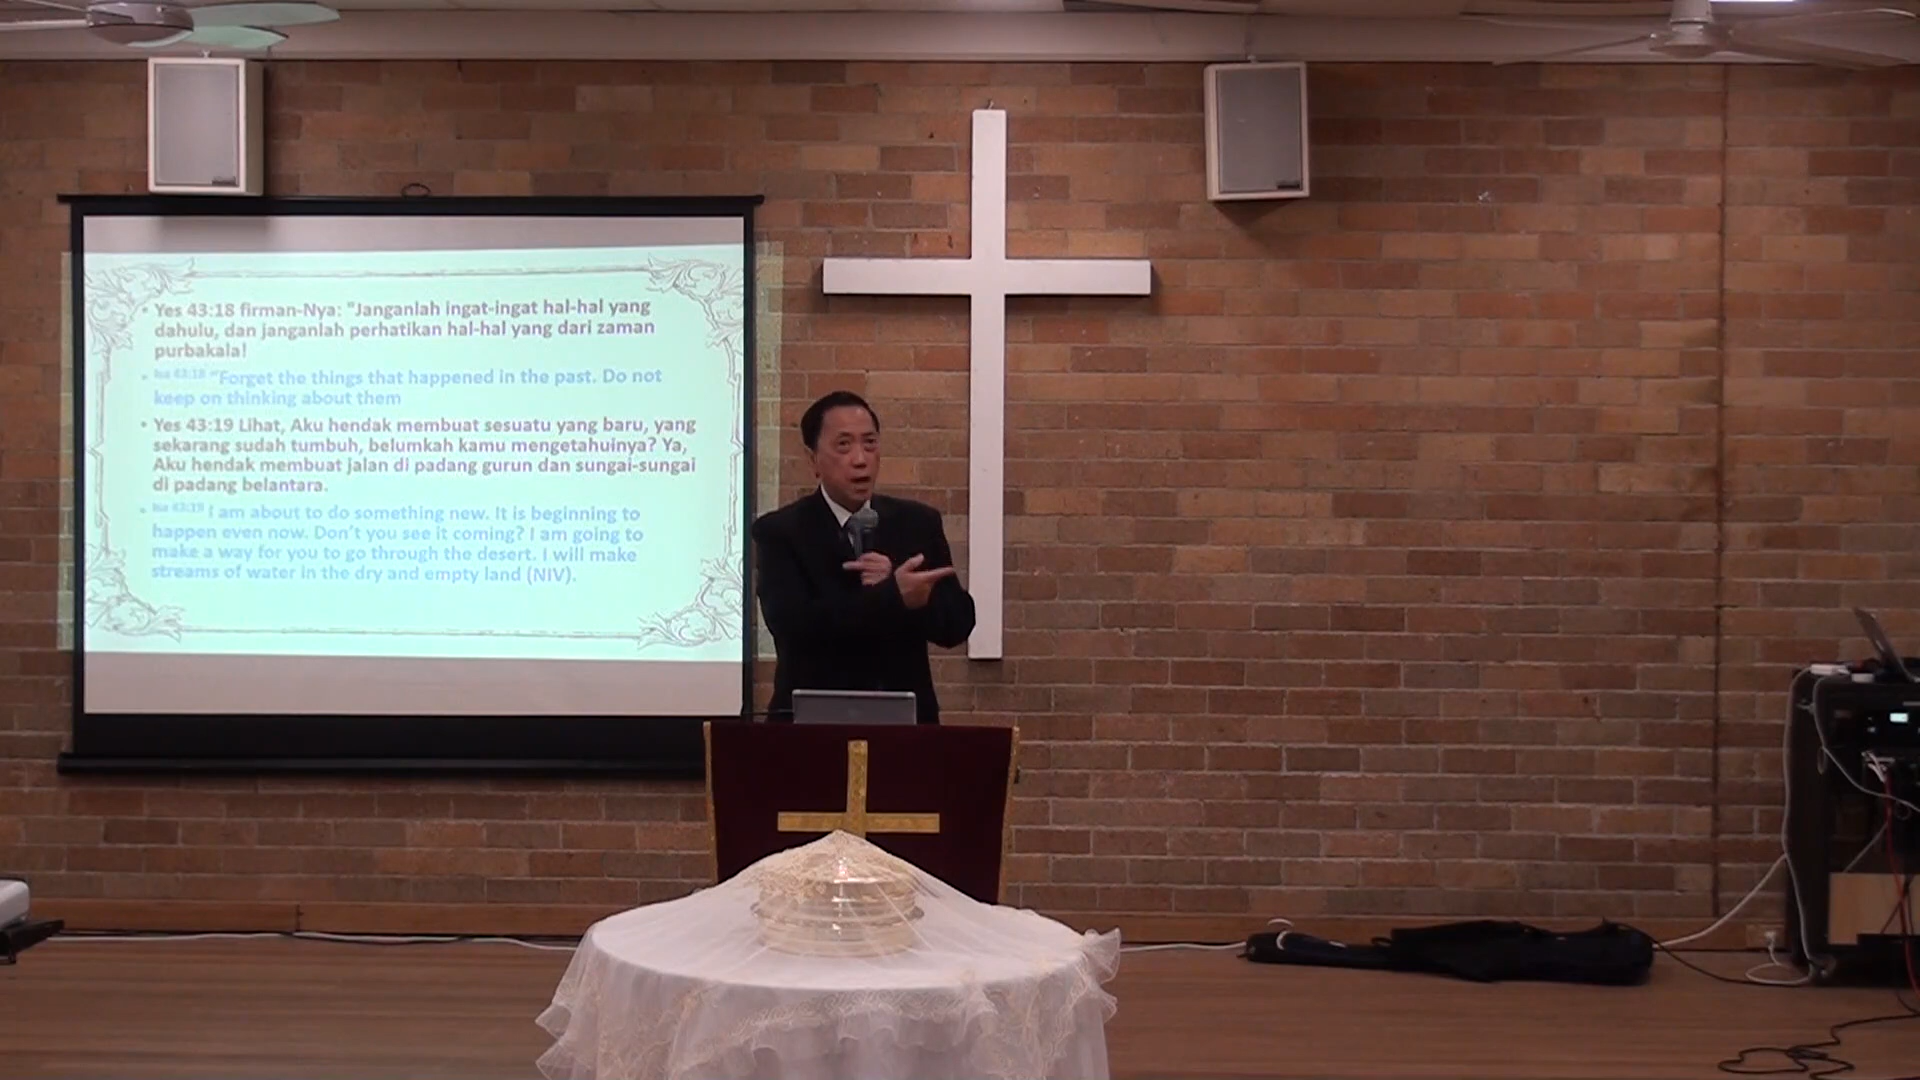 • Yes 43:18 firman-Nya: "Janganlah ingat-ingat hal-hal yang
dahulu, dan janganlah perhatikan hal-hal yang dari zaman
purbakala!
• Isa 43:18 "Forget the things that happened in the past. Do not
keep on thinking about them
• Yes 43:19 Lihat, Aku hendak membuat sesuatu yang baru, yang
sekarang sudah tumbuh, belumkah kamu mengetahuinya? Ya,
Aku hendak membuat jalan di padang gurun dan sungai-sungai
di padang belantara.
• Isa 43:19 I am about to do something new. It is beginning to
happen even now. Don't you see it coming? I am going to
make a way for you to go through the desert. I will make
streams of water in the dry and empty land (NIV).